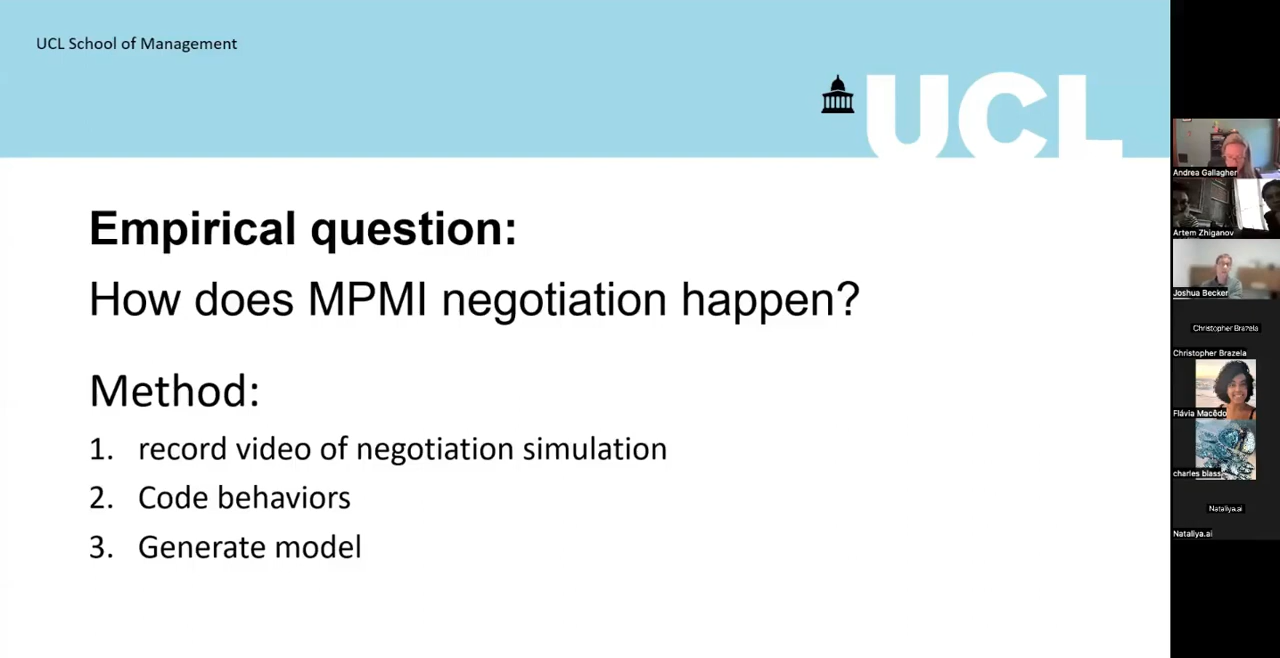 UCL School of Management
UCL
Empirical question:
How does MPMI negotiation happen?
Method:
1. record video of negotiation simulation
2. Code behaviors
3. Generate model
Andrea Gallagher
Artem Zhiganov
Joshua Becker
Christopher Brazela
Christopher Brazela
Flávia Macêdo
charles blass
Nataliya.ai
Nataliya.ai